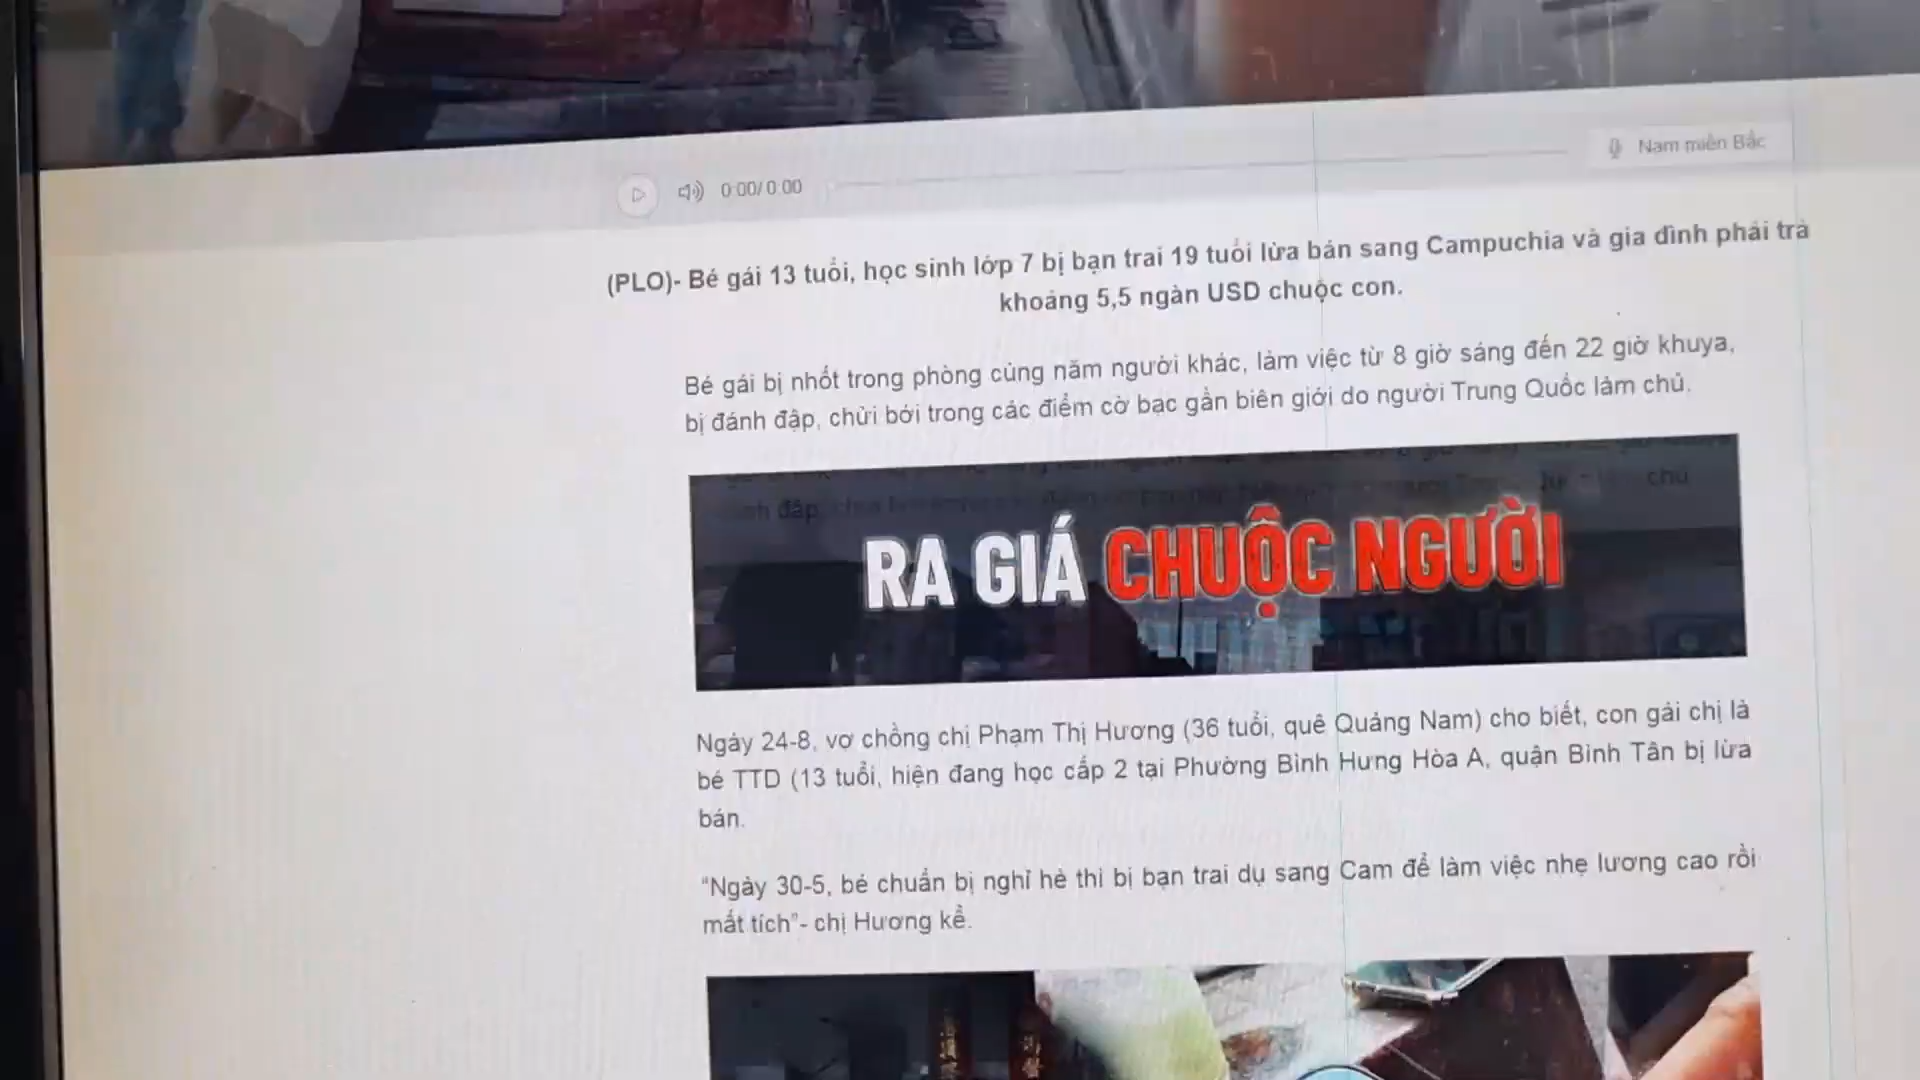 0:00/ 0:00
Nam miền Bắc
(PLO)- Bé gái 13 tuổi, học sinh lớp 7 bị bạn trai 19 tuổi lừa bán sang Campuchia và gia đình phải trả
khoảng 5,5 ngàn USD chuộc con.
Bé gái bị nhốt trong phòng cùng năm người khác, làm việc từ 8 giờ sáng đến 22 giờ khuya,
bị đánh đập, chửi bới trong các điểm cờ bạc gần biên giới do người Trung Quốc làm chủ.
RA GIÁ CHUỘC NGƯỜI
Ngày 24-8, vợ chồng chị Phạm Thị Hương (36 tuổi, quê Quảng Nam) cho biết, con gái chị là
bé TTD (13 tuổi, hiện đang học cấp 2 tại Phường Bình Hưng Hòa A, quận Bình Tân bị lừa
bán.
“Ngày 30-5, bé chuẩn bị nghỉ hè thì bị bạn trai dụ sang Cam để làm việc nhẹ lương cao rồi
mất tích”- chị Hương kể.